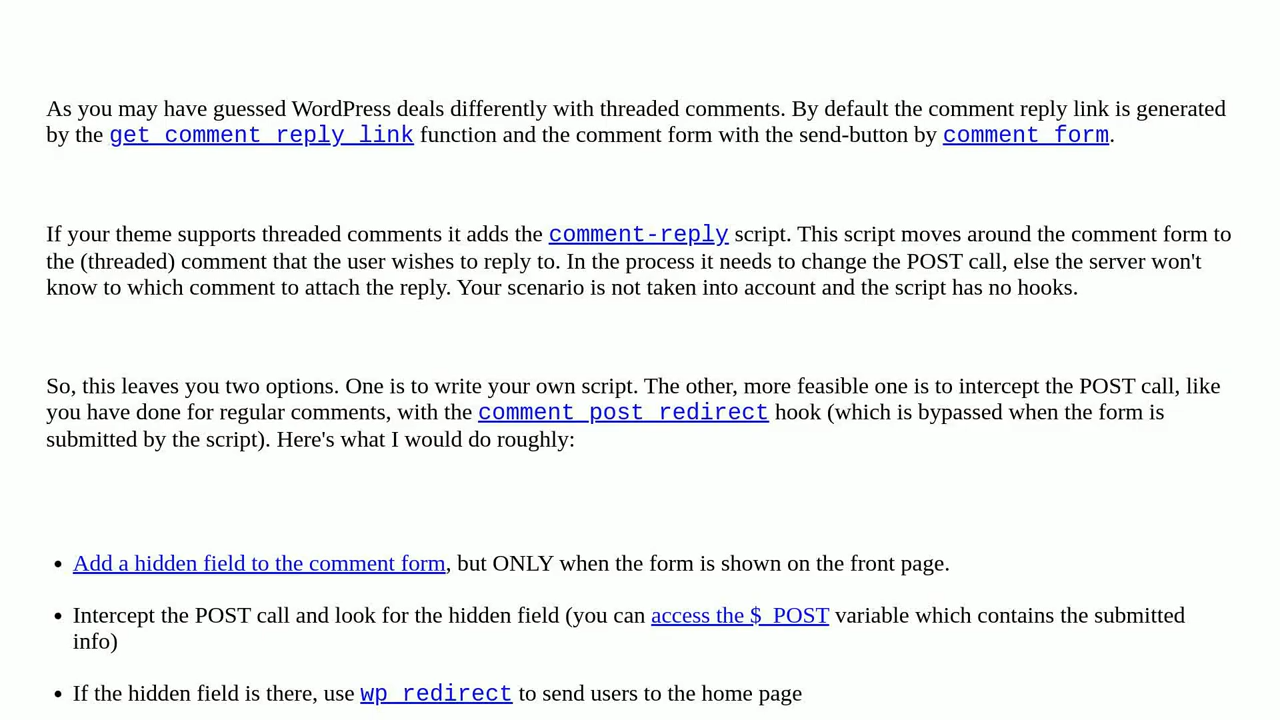 As you may have guessed WordPress deals differently with threaded comments. By default the comment reply link is generated
by the get_comment_reply_link function and the comment form with the send-button by comment_form.
If your theme supports threaded comments it adds the comment-reply script. This script moves around the comment form to
the (threaded) comment that the user wishes to reply to. In the process it needs to change the POST call, else the server won't
know to which comment to attach the reply. Your scenario is not taken into account and the script has no hooks.
So, this leaves you two options. One is to write your own script. The other, more feasible one is to intercept the POST call, like
you have done for regular comments, with the comment_post_redirect hook (which is bypassed when the form is
submitted by the script). Here's what I would do roughly:
• Add a hidden field to the comment form, but ONLY when the form is shown on the front page.
• Intercept the POST call and look for the hidden field (you can access the $_POST variable which contains the submitted
info)
• If the hidden field is there, use wp_redirect to send users to the home page